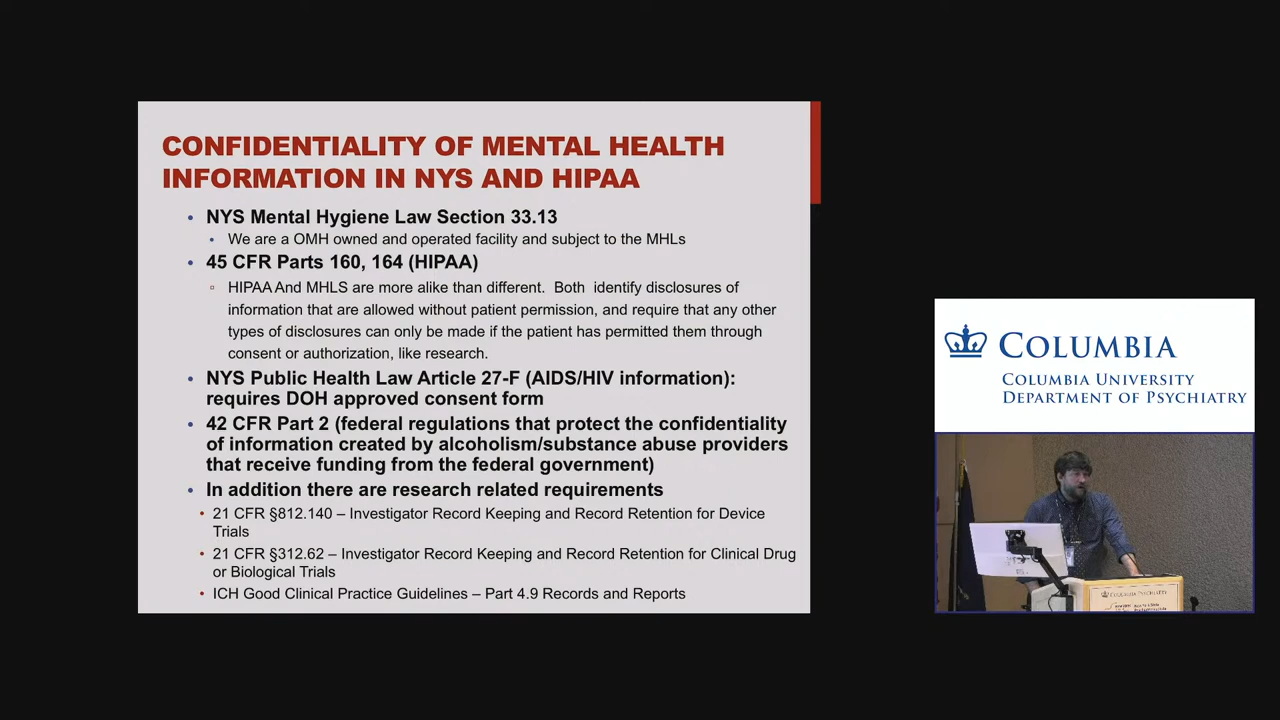 CONFIDENTIALITY OF MENTAL HEALTH
INFORMATION IN NYS AND HIPAA
• NYS Mental Hygiene Law Section 33.13
• We are a OMH owned and operated facility and subject to the MHLs
• 45 CFR Parts 160, 164 (HIPAA)
▫ HIPAA And MHLS are more alike than different. Both identify disclosures of
information that are allowed without patient permission, and require that any other
types of disclosures can only be made if the patient has permitted them through
consent or authorization, like research.
• NYS Public Health Law Article 27-F (AIDS/HIV information):
requires DOH approved consent form
• 42 CFR Part 2 (federal regulations that protect the confidentiality
of information created by alcoholism/substance abuse providers
that receive funding from the federal government)
• In addition there are research related requirements
• 21 CFR §812.140 – Investigator Record Keeping and Record Retention for Device
Trials
• 21 CFR §312.62 – Investigator Record Keeping and Record Retention for Clinical Drug
or Biological Trials
• ICH Good Clinical Practice Guidelines – Part 4.9 Records and Reports
COLUMBIA
COLUMBIA UNIVERSITY
DEPARTMENT OF PSYCHIATRY
COLUMBIA PSYCHIATRY